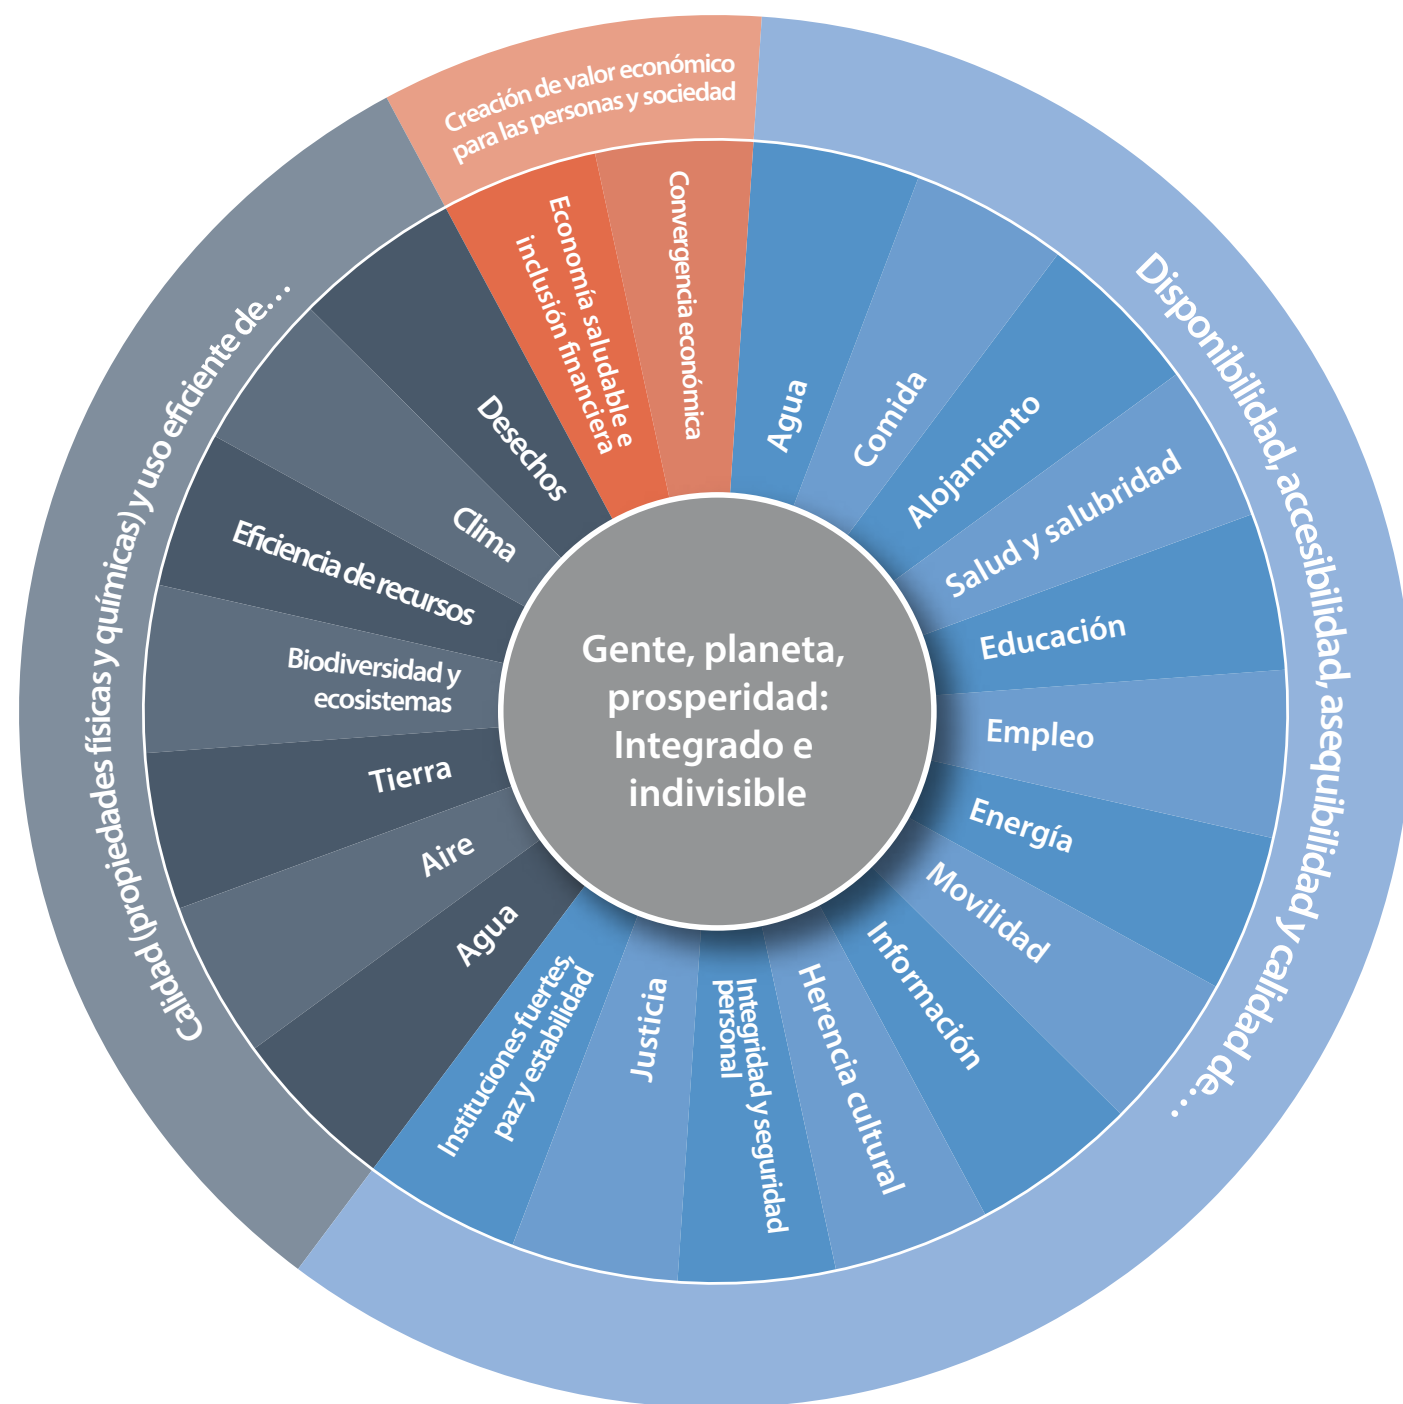 Creación de valor económico
para las personas y sociedad
Disponibilidad, accesibilidad, asequibilidad y calidad de…
Calidad (propiedades físicas y químicas) y uso eficiente de…
Economía saludable e
inclusión financiera
Convergencia económica
Agua
Comida
Alojamiento
Salud y salubridad
Educación
Empleo
Energía
Movilidad
Información
Herencia cultural
Integridad y seguridad
personal
Justicia
Instituciones fuertes,
paz y estabilidad
Agua
Aire
Tierra
Biodiversidad y
ecosistemas
Eficiencia de recursos
Clima
Desechos
Gente, planeta,
prosperidad:
Integrado e
indivisible